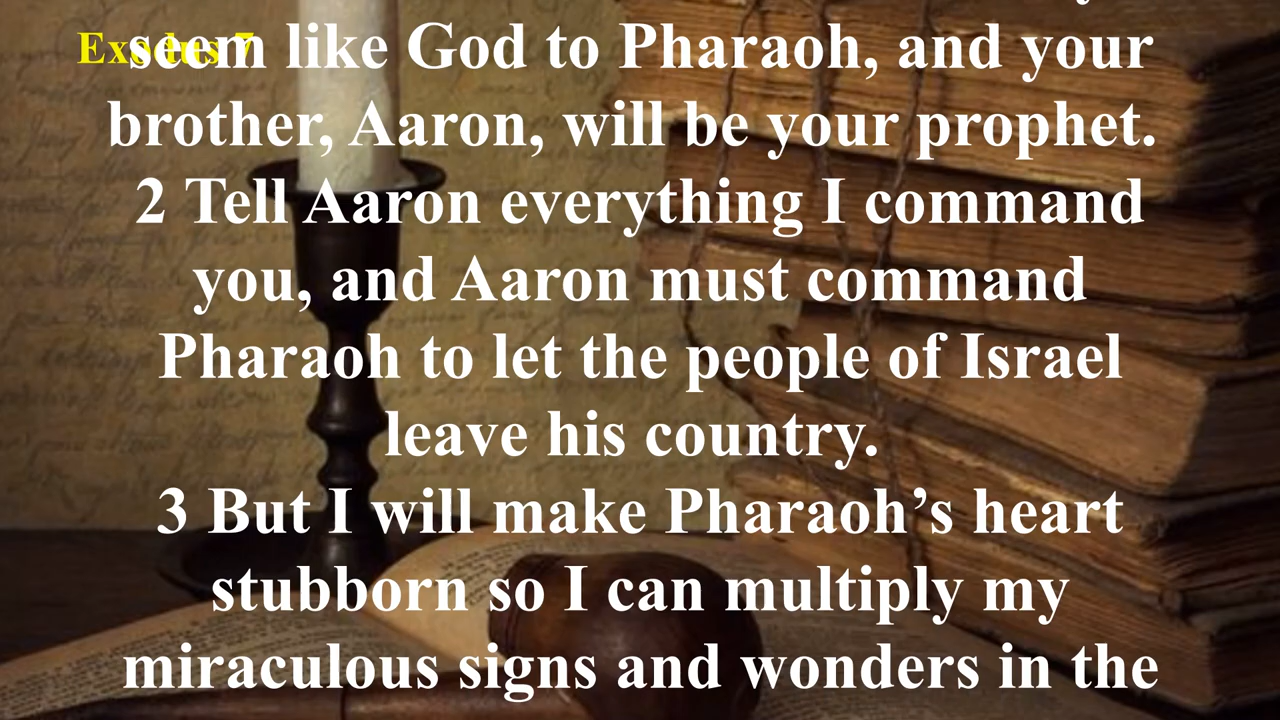 Exodus 7
seem like God to Pharaoh, and your
brother, Aaron, will be your prophet.
2 Tell Aaron everything I command
you, and Aaron must command
Pharaoh to let the people of Israel
leave his country.
3 But I will make Pharaoh’s heart
stubborn so I can multiply my
miraculous signs and wonders in the